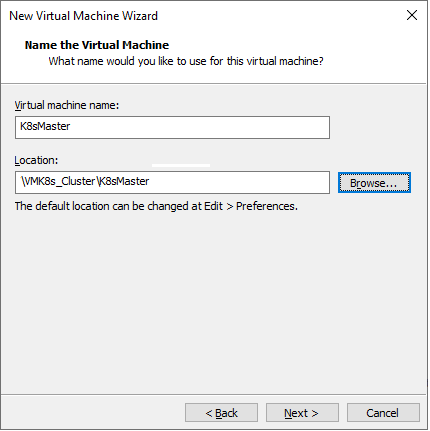 New Virtual Machine Wizard
Name the Virtual Machine
What name would you like to use for this virtual machine?
Virtual machine name:
K8sMaster
Location:
\VMK8s_Cluster\K8sMaster
Browse...
The default location can be changed at Edit > Preferences.
< Back
Next >
Cancel